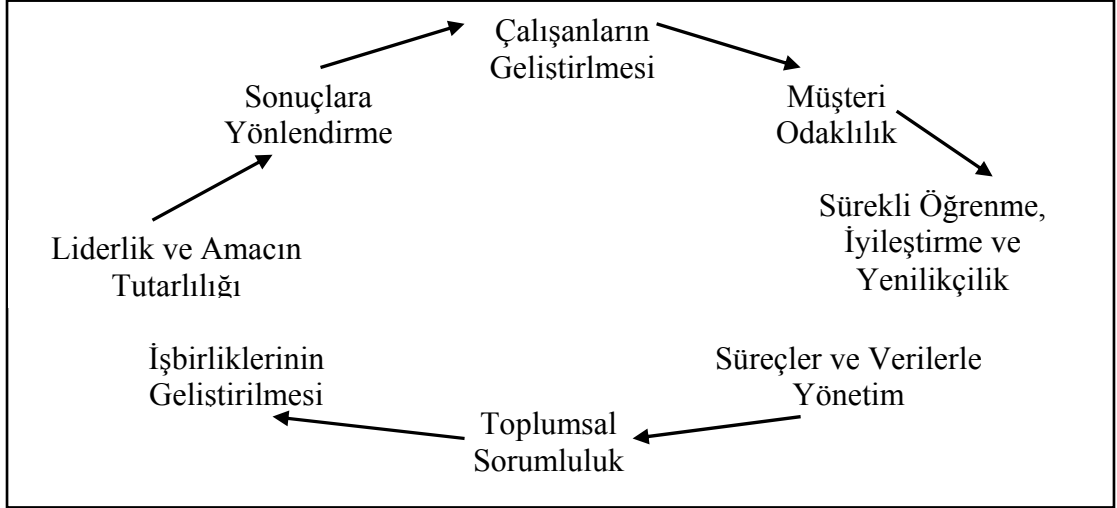 Çalışanların
Geliştirlmesi
Sonuçlara
Yönlendirme
Müşteri
Odaklılık
Sürekli Öğrenme,
İyileştirme ve
Yenilikçilik
Liderlik ve Amacın
Tutarlılığı
İşbirliklerinin
Geliştirilmesi
Süreçler ve Verilerle
Yönetim
Toplumsal
Sorumluluk